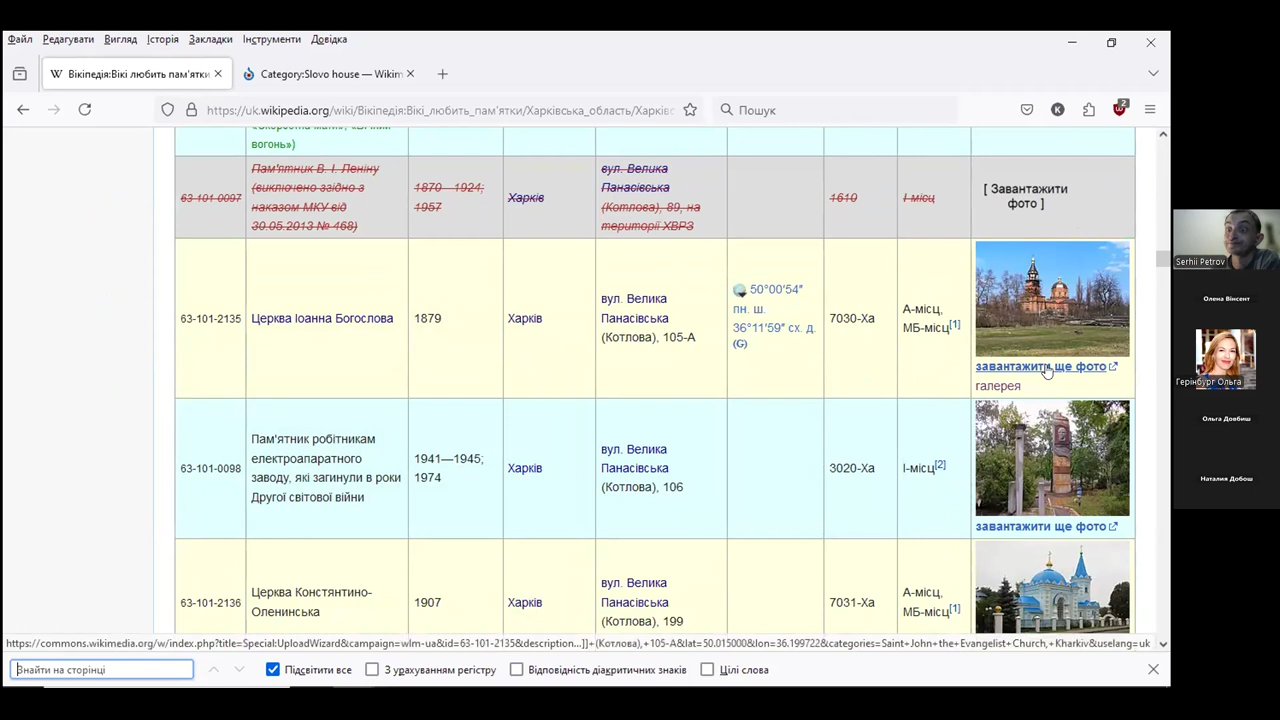 Файл Редагувати Вигляд Історія Закладки Інструменти Довідка
Вікіпедія:Вікі любить пам'ятки
Category:Slovo house — Wikim
https://uk.wikipedia.org/wiki/Вікіпедія:Вікі_любить_пам'ятки/Харківська_область/Харківс
Пошук
K
2
вогонь»)
63-101-0097
Пам'ятник В. І. Леніну
(виключено згідно з
наказом МКУ від
30.05.2013 № 468)
1870—1924;
1957
Харків
вул. Велика
Панасівська
(Котлова), 89, на
території ХВРЗ
1610
І місц
[ Завантажити
фото ]
63-101-2135
Церква Іоанна Богослова
1879
Харків
вул. Велика
Панасівська
(Котлова), 105-А
50°00′54″
пн. ш.
36°11′59″ сх. д.
(G)
7030-Ха
А-місц,
МБ-місц[1]
завантажити ще фото
галерея
63-101-0098
Пам'ятник робітникам
електроапаратного
заводу, які загинули в роки
Другої світової війни
1941—1945;
1974
Харків
вул. Велика
Панасівська
(Котлова), 106
3020-Ха
І-місц[2]
завантажити ще фото
63-101-2136
Церква Констянтино-
Оленинська
1907
Харків
вул. Велика
Панасівська
(Котлова), 199
7031-Ха
А-місц,
МБ-місц[1]
https://commons.wikimedia.org/w/index.php?title=Special:UploadWizard&campaign=wlm-ua&id=63-101-2135&description...]]+(Котлова),+105-А&lat=50.015000&lon=36.199722&categories=Saint+John+the+Evangelist+Church,+Kharkiv&uselang=uk
Знайти на сторінці
Підсвітити все
З урахуванням регістру
Відповідність діакритичних знаків
Цілі слова
Serhii Petrov
Олена Вінсент
Герінбург Ольга
Ольга Довбиш
Наталия Добош